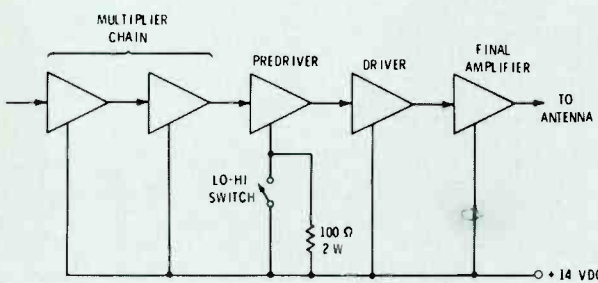 MULTIPLIER
CHAIN
PREDRIVER
DRIVER
FINAL
AMPLIFIER
TO
ANTENNA
LO-HI
SWITCH
100 Ω
2 W
+ 14 VDC